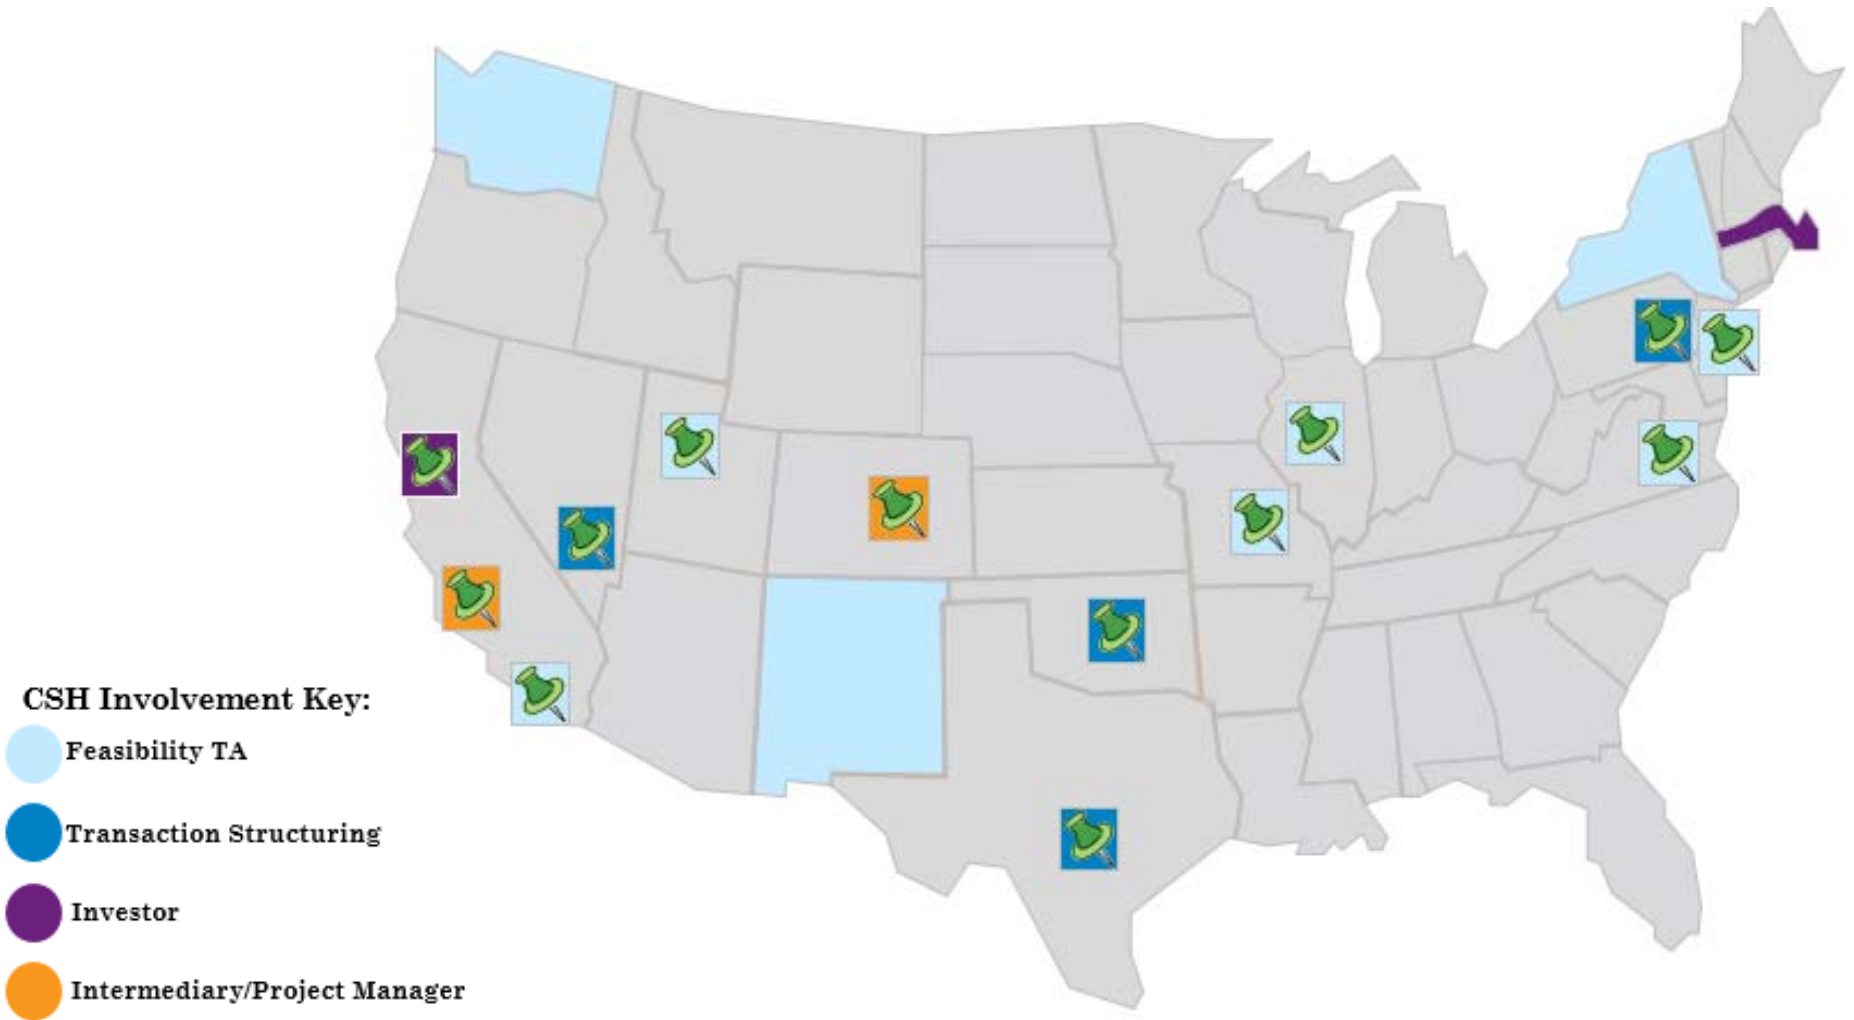 CSH Involvement Key:
Feasibility TA
Transaction Structuring
Investor
Intermediary/Project Manager